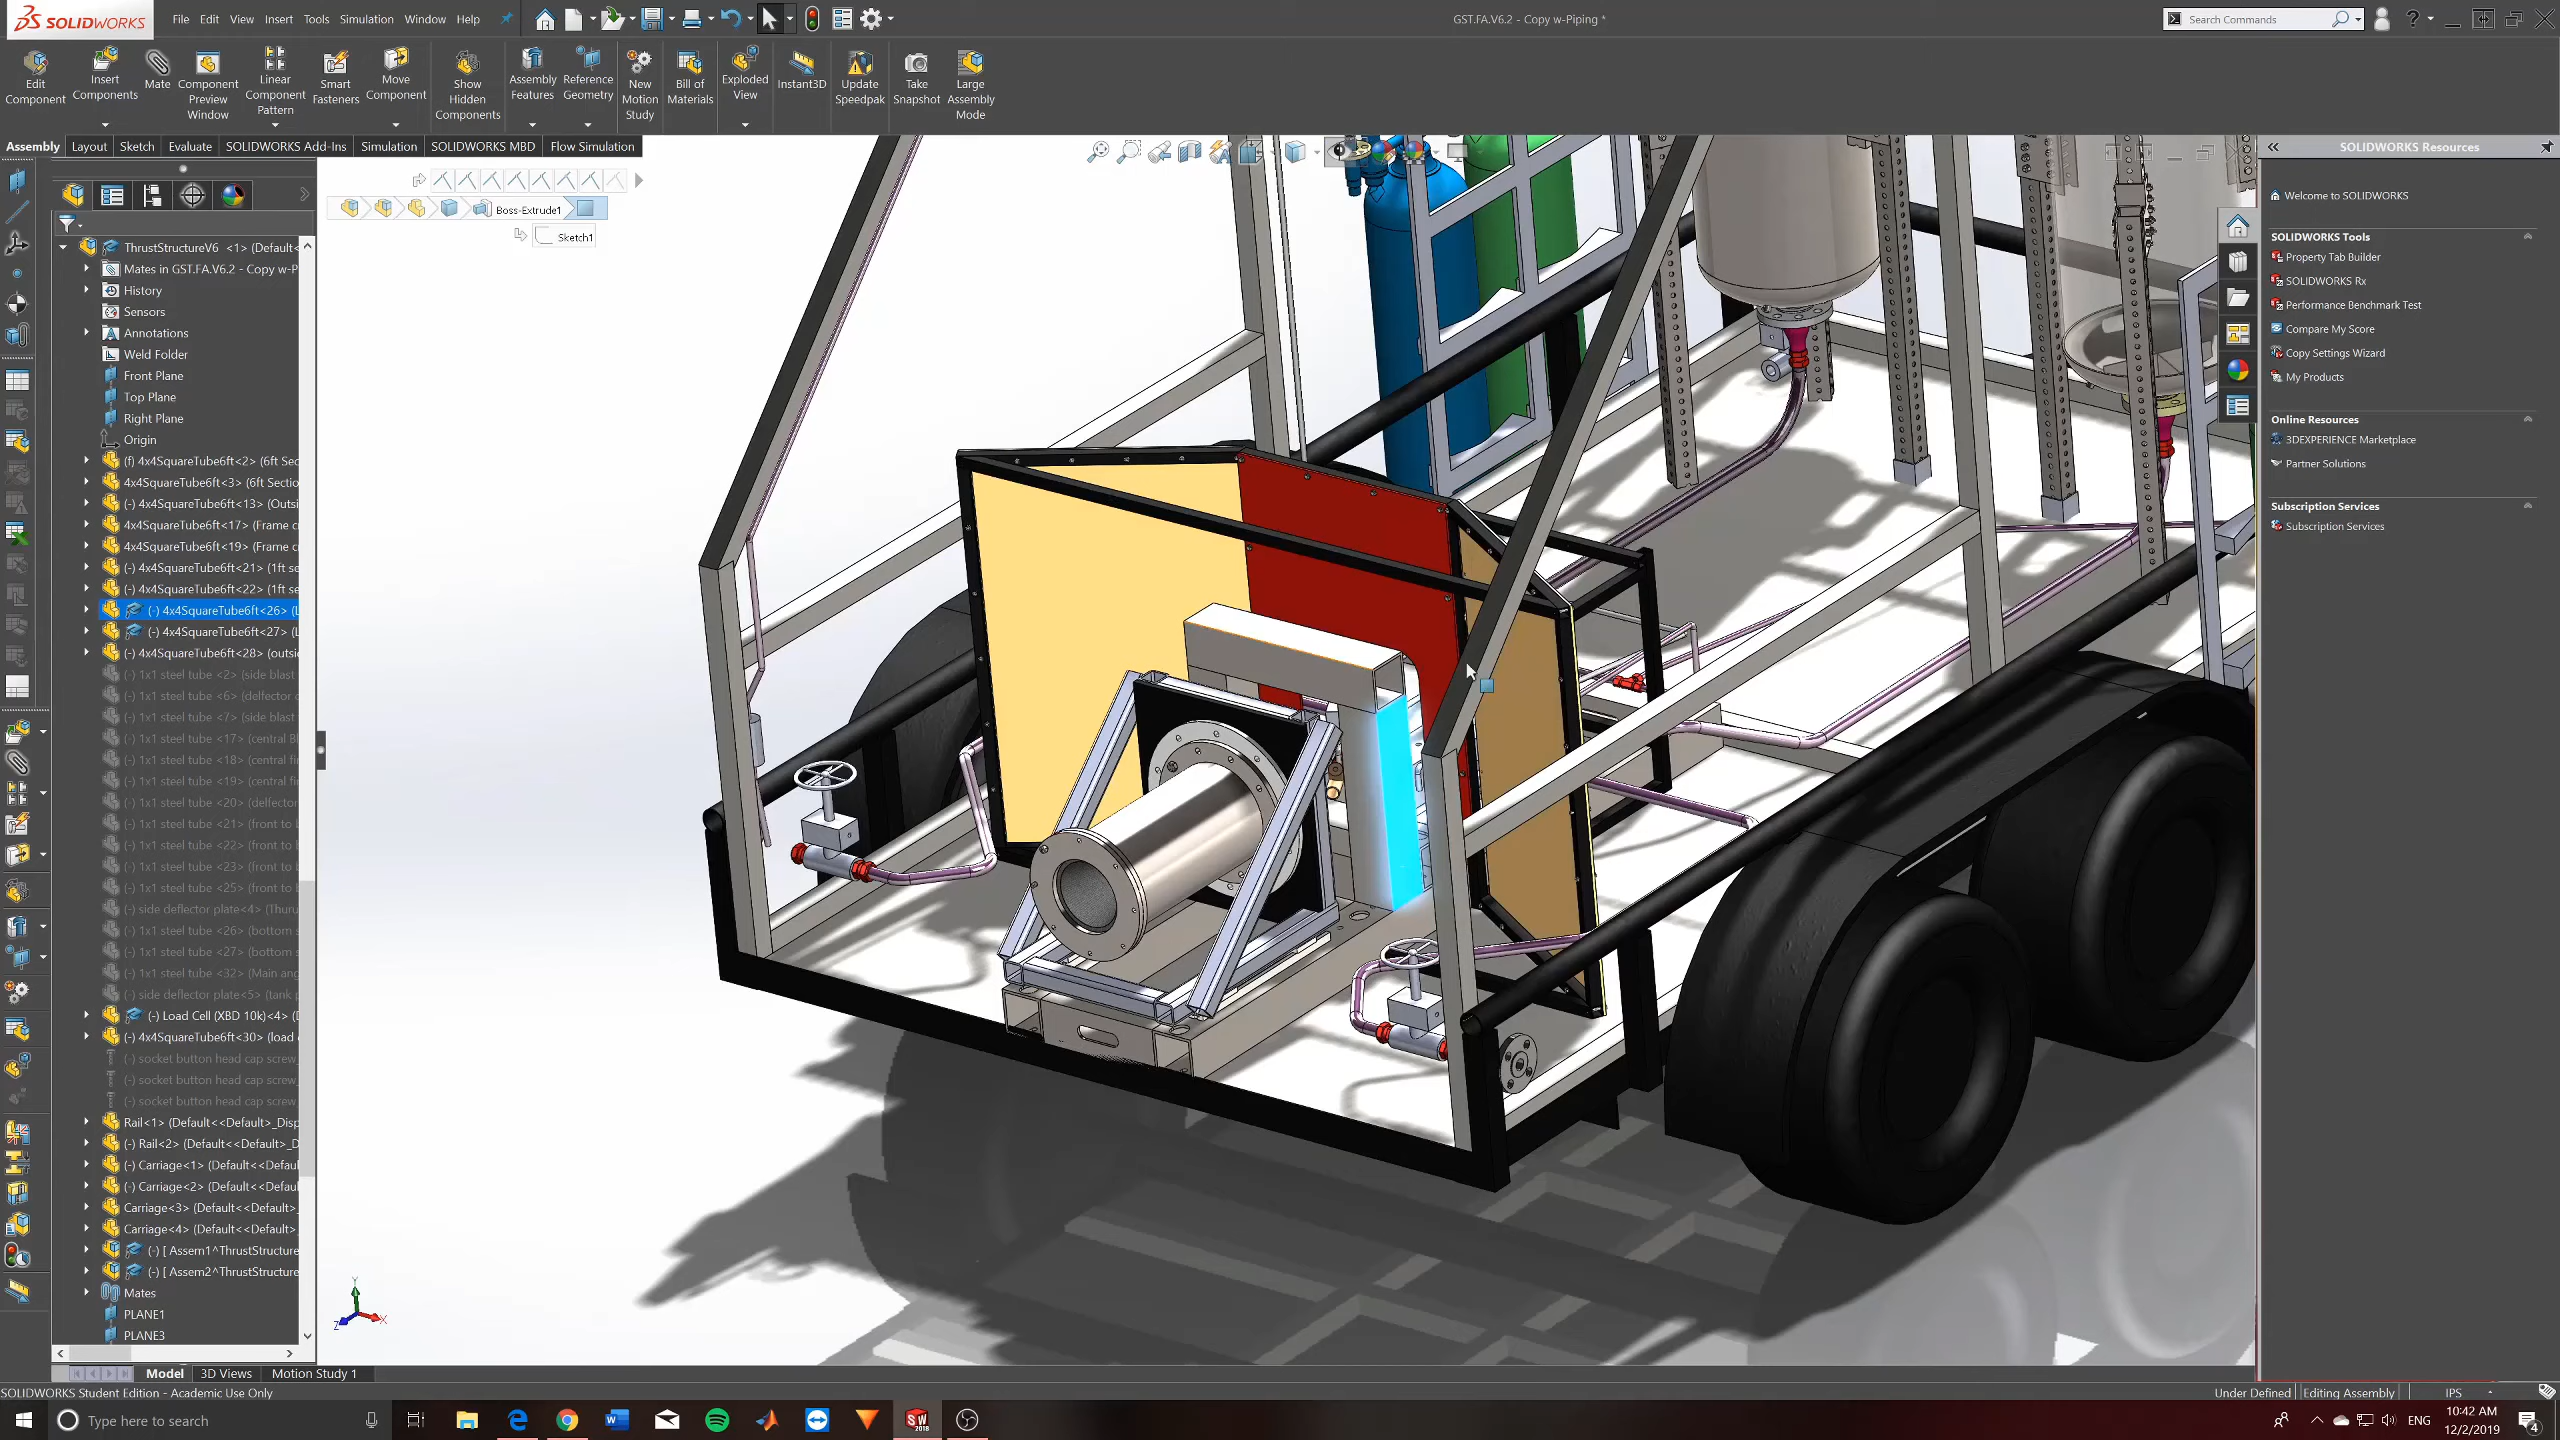 SOLIDWORKS
File Edit View Insert Tools Simulation Window Help
GST.FA.V6.2 - Copy w-Piping *
Search Commands
Edit Component
Insert Components
Mate
Component Preview Window
Linear Component Pattern
Smart Fasteners
Move Component
Show Hidden Components
Assembly Features
Reference Geometry
New Motion Study
Bill of Materials
Exploded View
Instant3D
Update Speedpak
Take Snapshot
Large Assembly Mode
Assembly Layout Sketch Evaluate SOLIDWORKS Add-Ins Simulation SOLIDWORKS MBD Flow Simulation
Boss-Extrude1
Sketch1
ThrustStructureV6 <1> (Default<
Mates in GST.FA.V6.2 - Copy w-P
History
Sensors
Annotations
Weld Folder
Front Plane
Top Plane
Right Plane
Origin
(f) 4x4SquareTube6ft<2> (6ft Sec
4x4SquareTube6ft<3> (6ft Sectio
(-) 4x4SquareTube6ft<13> (Outsi
4x4SquareTube6ft<17> (Frame c
4x4SquareTube6ft<19> (Frame c
(-) 4x4SquareTube6ft<21> (1ft se
(-) 4x4SquareTube6ft<22> (1ft se
(-) 4x4SquareTube6ft<26> (L
(-) 4x4SquareTube6ft<27> (L
(-) 4x4SquareTube6ft<28> (outsi
(-) 1x1 steel tube <2> (side blast
(-) 1x1 steel tube <6> (deflector
(-) 1x1 steel tube <7> (side blast
(-) 1x1 steel tube <17> (central B
(-) 1x1 steel tube <18> (central fi
(-) 1x1 steel tube <19> (central fi
(-) 1x1 steel tube <20> (deflector
(-) 1x1 steel tube <21> (front to
(-) 1x1 steel tube <22> (front to
(-) 1x1 steel tube <23> (front to
(-) 1x1 steel tube <25> (front to
(-) side deflector plate<4> (Thru
(-) 1x1 steel tube <26> (bottom
(-) 1x1 steel tube <27> (bottom
(-) 1x1 steel tube <32> (Main an
(-) side deflector plate<5> (tank
(-) Load Cell (XBD 10k)<4>
(-) 4x4SquareTube6ft<30> (load
(-) socket button head cap screw
(-) socket button head cap screw
(-) socket button head cap screw
Rail<1> (Default<<Default>_Disp
(-) Rail<2> (Default<<Default>_D
(-) Carriage<1> (Default<<Defaul
(-) Carriage<2> (Default<<Defaul
Carriage<3> (Default<<Default>
Carriage<4> (Default<<Default>
(-) [ Assem1^ThrustStructure
(-) [ Assem2^ThrustStructure
Mates
PLANE1
PLANE3
Y
X
Z
SOLIDWORKS Resources
Welcome to SOLIDWORKS
SOLIDWORKS Tools
Property Tab Builder
SOLIDWORKS Rx
Performance Benchmark Test
Compare My Score
Copy Settings Wizard
My Products
Online Resources
3DEXPERIENCE Marketplace
Partner Solutions
Subscription Services
Subscription Services
Model 3D Views Motion Study 1
SOLIDWORKS Student Edition - Academic Use Only
Under Defined Editing Assembly IPS
Type here to search
ENG
10:42 AM
12/2/2019
4